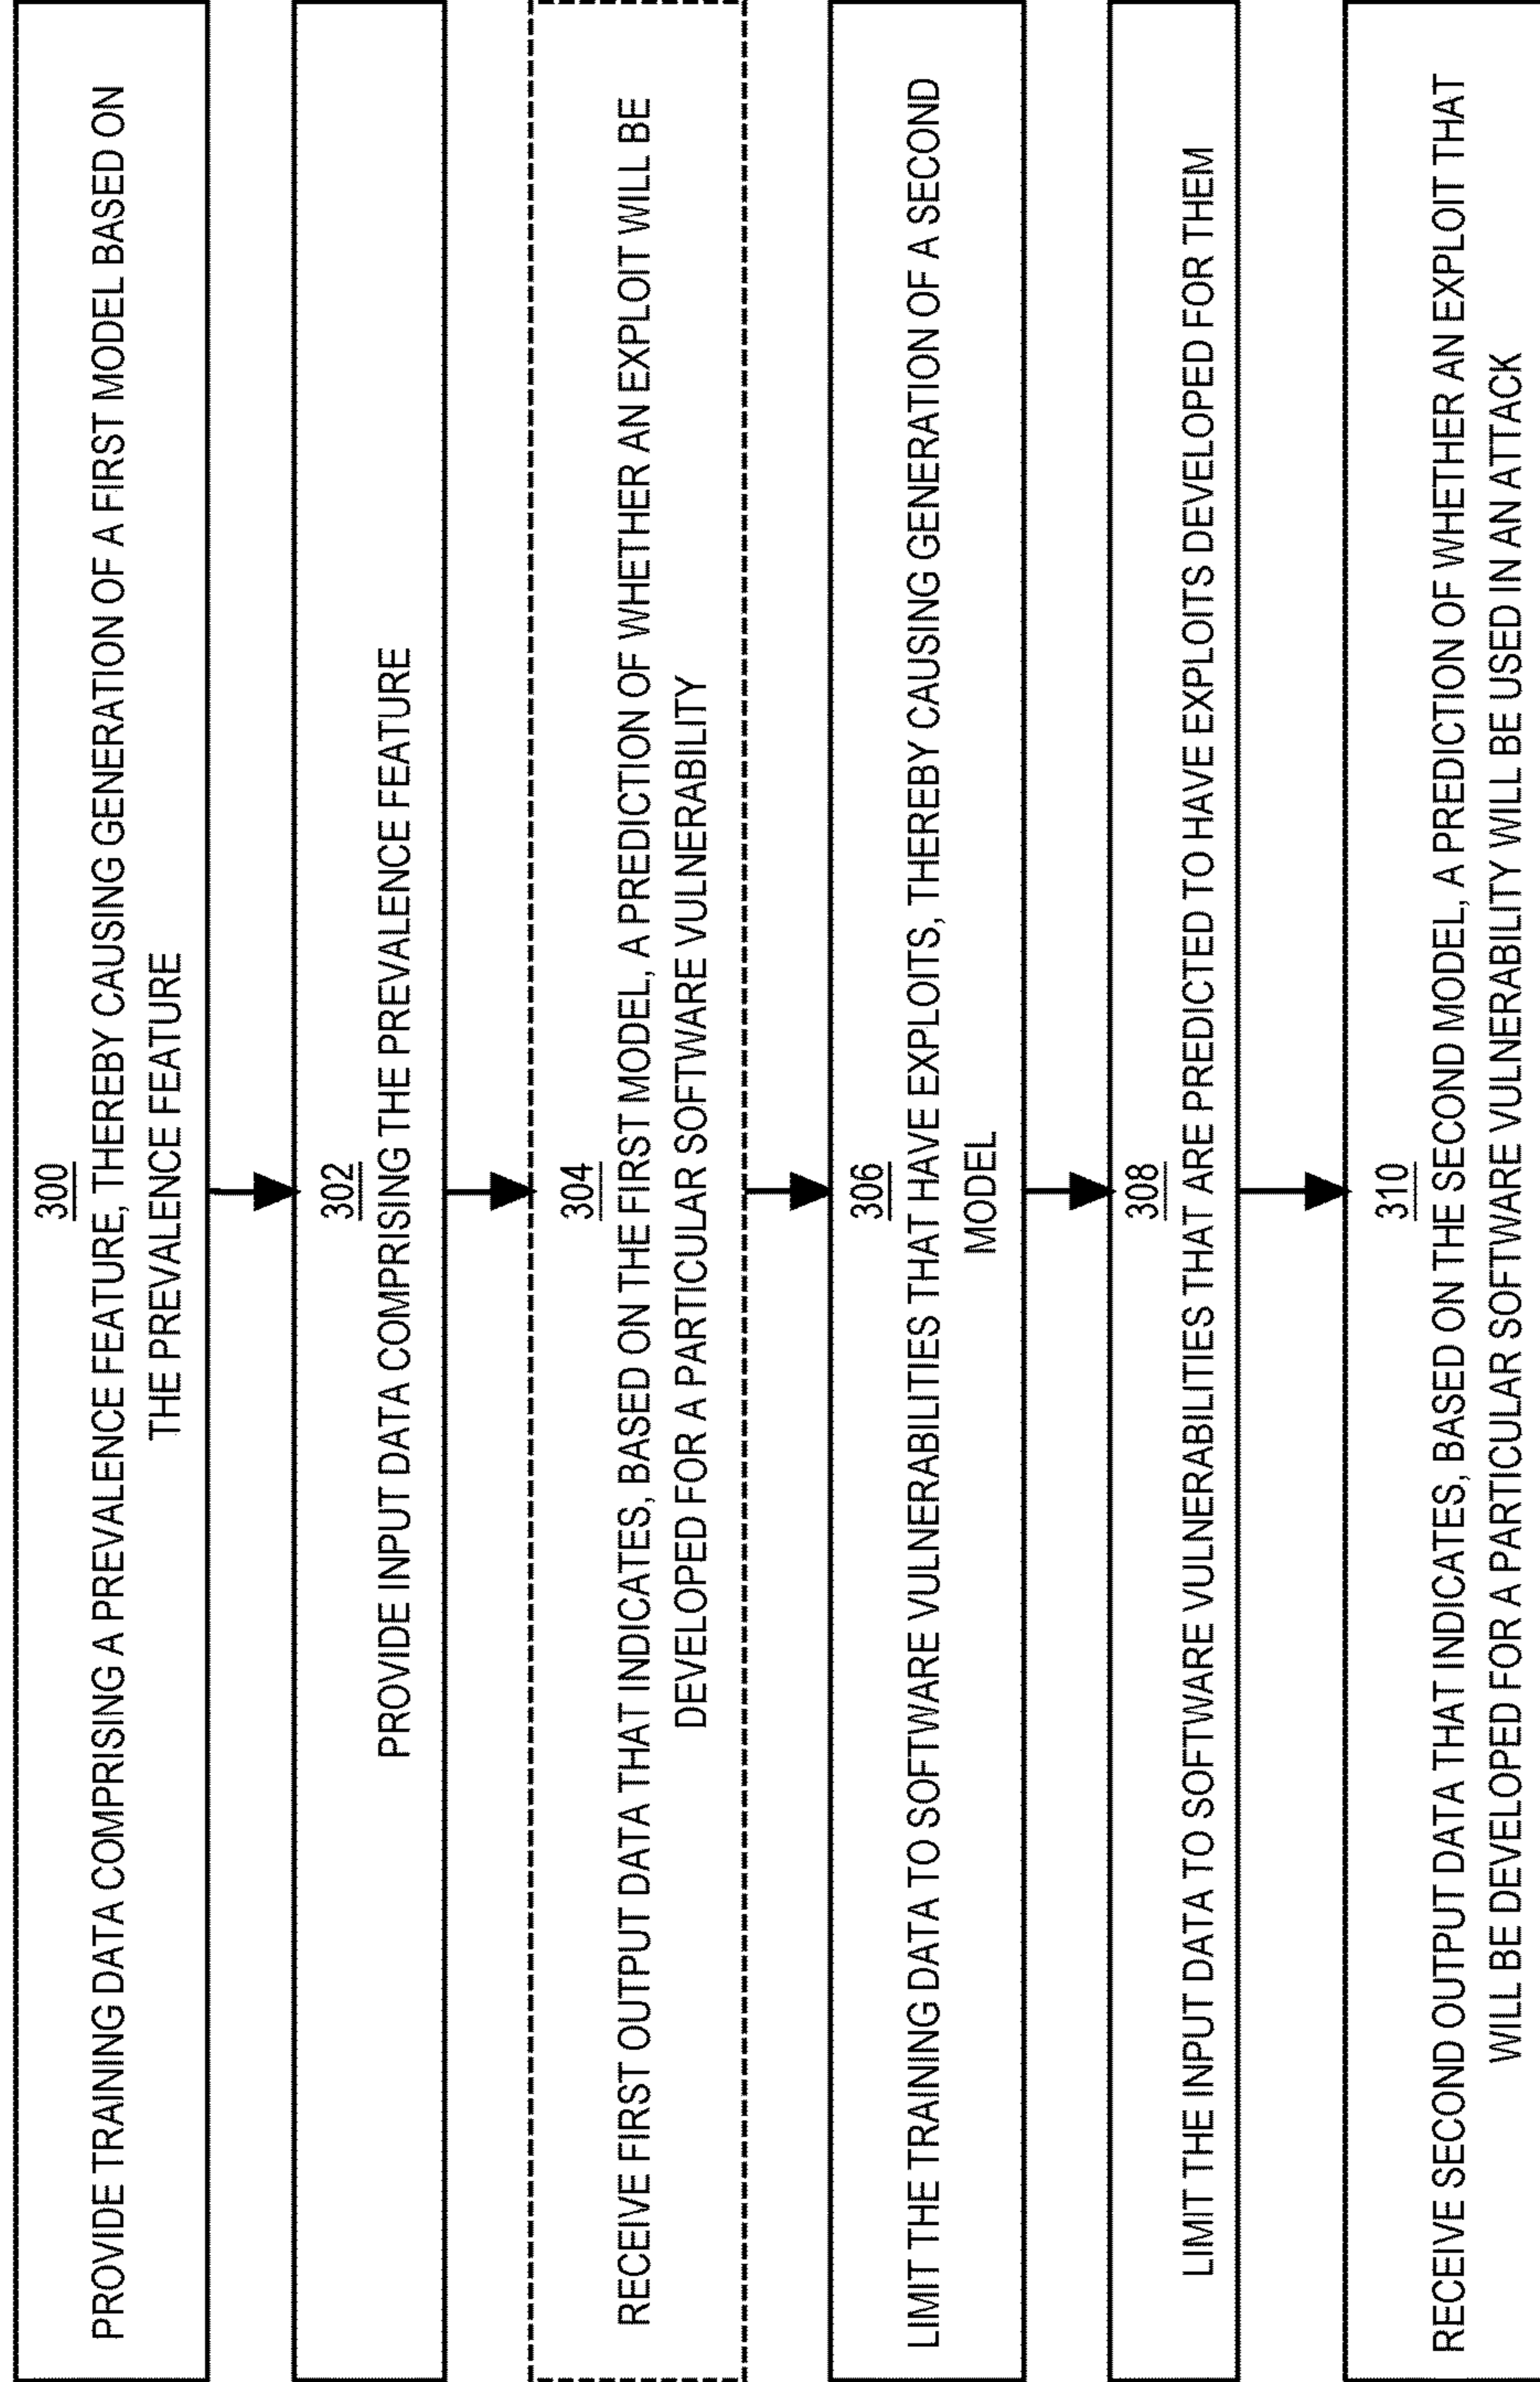 300
PROVIDE TRAINING DATA COMPRISING A PREVALENCE FEATURE, THEREBY CAUSING GENERATION OF A FIRST MODEL BASED ON
THE PREVALENCE FEATURE
302
PROVIDE INPUT DATA COMPRISING THE PREVALENCE FEATURE
304
RECEIVE FIRST OUTPUT DATA THAT INDICATES, BASED ON THE FIRST MODEL, A PREDICTION OF WHETHER AN EXPLOIT WILL BE
DEVELOPED FOR A PARTICULAR SOFTWARE VULNERABILITY
306
LIMIT THE TRAINING DATA TO SOFTWARE VULNERABILITIES THAT HAVE EXPLOITS, THEREBY CAUSING GENERATION OF A SECOND
MODEL
308
LIMIT THE INPUT DATA TO SOFTWARE VULNERABILITIES THAT ARE PREDICTED TO HAVE EXPLOITS DEVELOPED FOR THEM
310
RECEIVE SECOND OUTPUT DATA THAT INDICATES, BASED ON THE SECOND MODEL, A PREDICTION OF WHETHER AN EXPLOIT THAT
WILL BE DEVELOPED FOR A PARTICULAR SOFTWARE VULNERABILITY WILL BE USED IN AN ATTACK